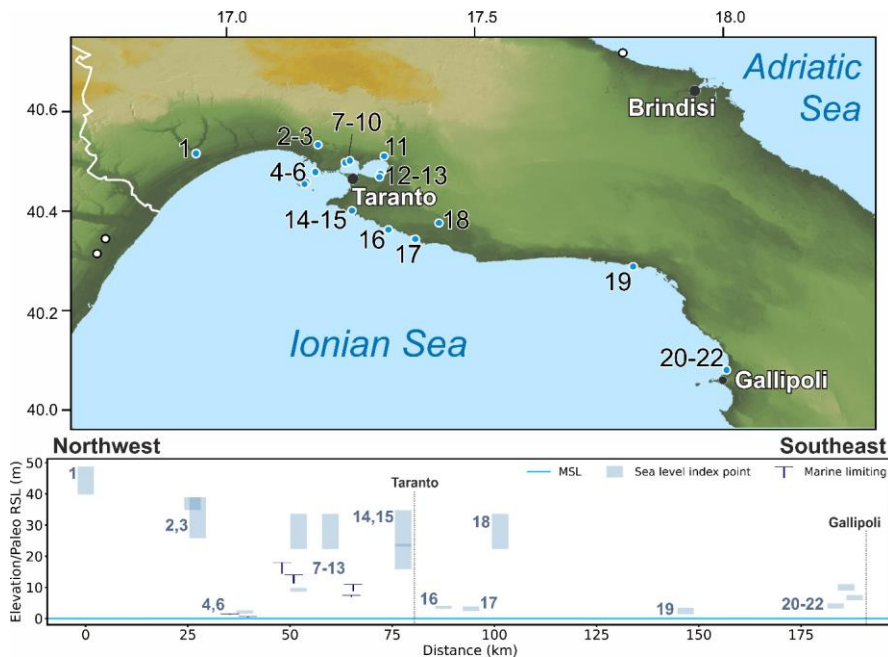 17.0 17.5 18.0
40.6
40.4
40.2
40.0
Adriatic
Sea
Brindisi
7-10
2-3
11
1
4-6
12-13
Taranto
14-15
18
16
17
19
Ionian Sea
20-22
Gallipoli
Northwest Southeast
Elevation/Paleo RSL (m)
50
40
30
20
10
0
MSL Sea level index point Marine limiting
1
Taranto
14,15
18
2,3
Gallipoli
7-13
4,6
16
17
19
20-22
0 25 50 75 100 125 150 175
Distance (km)